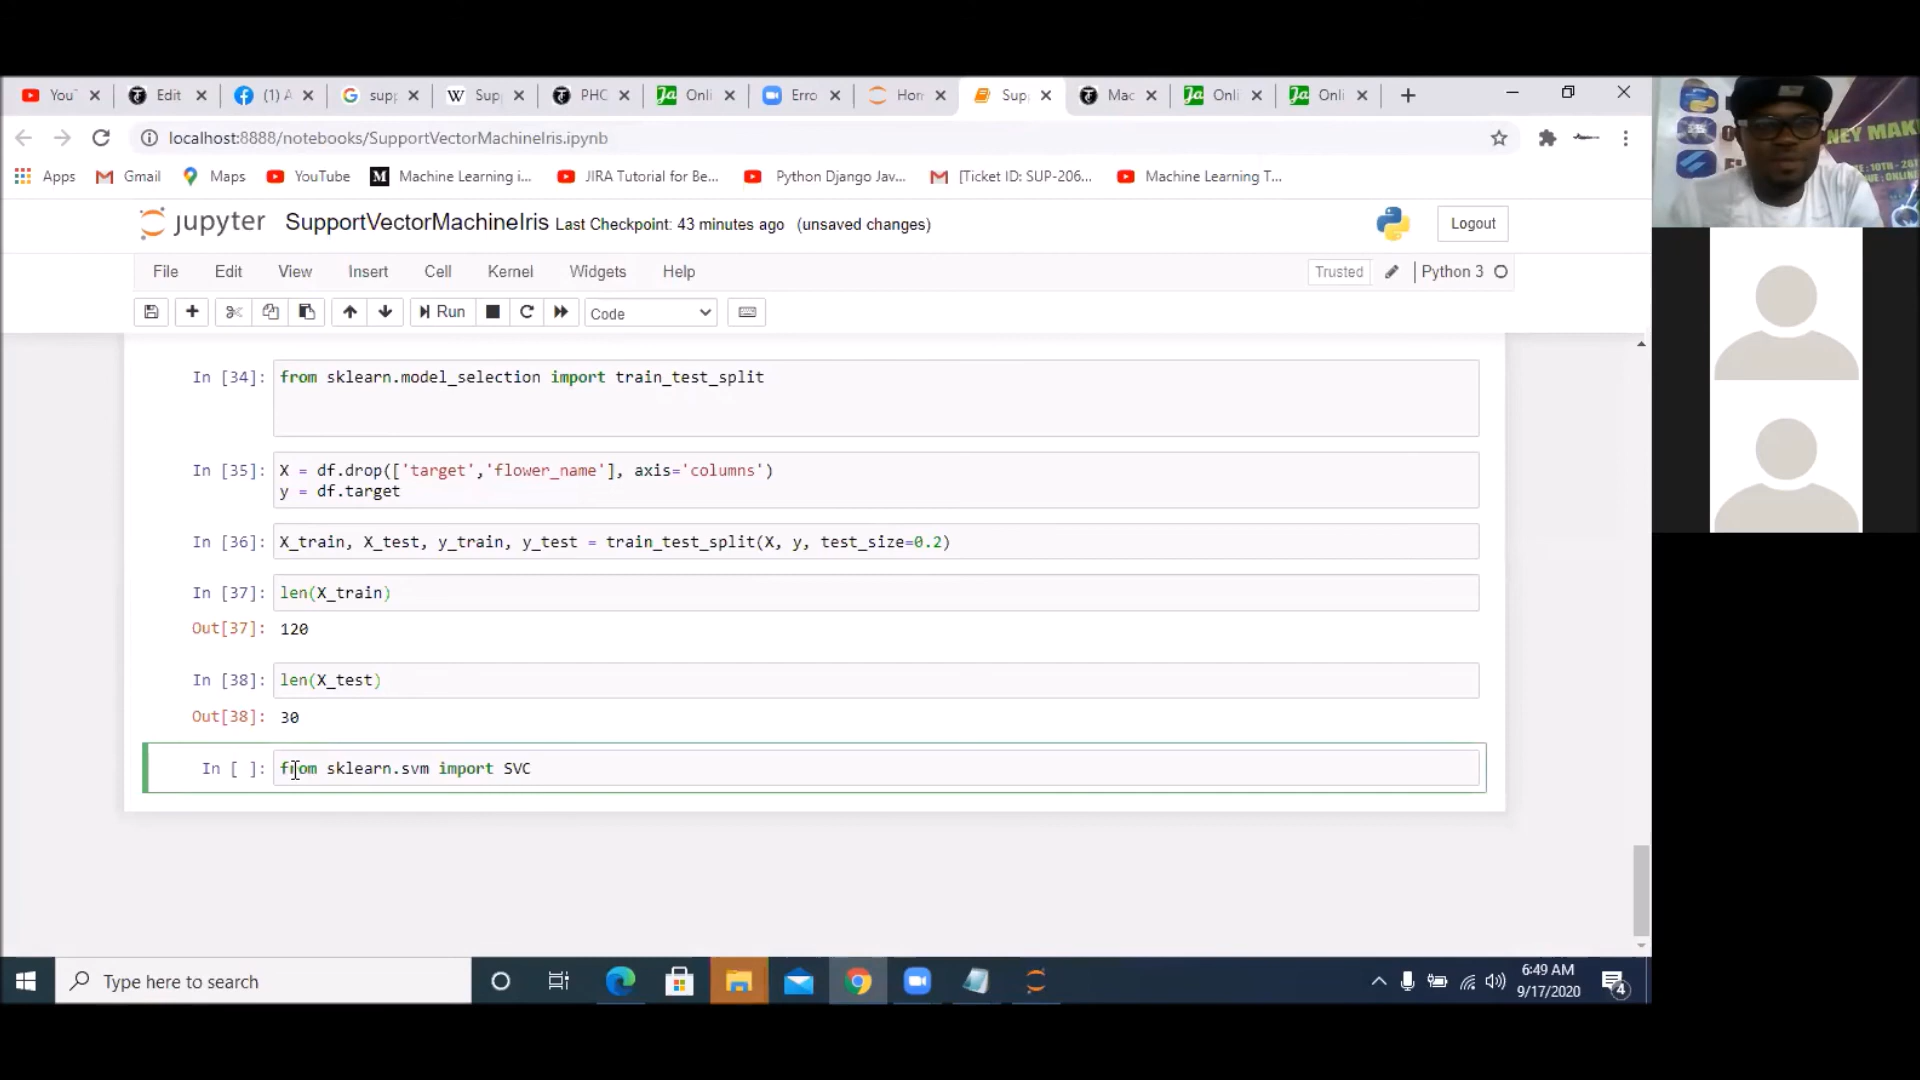 You
Edit
(1) A
supp
Sup
PHC
Onli
Erro
Hom
Supp
Mac
Onli
Onli
localhost:8888/notebooks/SupportVectorMachineIris.ipynb
Apps
Gmail
Maps
YouTube
Machine Learning i...
JIRA Tutorial for Be...
Python Django Jav...
[Ticket ID: SUP-206...
Machine Learning T...
NEY MAK
jupyter SupportVectorMachineIris Last Checkpoint: 43 minutes ago (unsaved changes)
Logout
File Edit View Insert Cell Kernel Widgets Help
Trusted
Python 3
Run
Code
In [34]: from sklearn.model_selection import train_test_split
In [35]: X = df.drop(['target','flower_name'], axis='columns')
y = df.target
In [36]: X_train, X_test, y_train, y_test = train_test_split(X, y, test_size=0.2)
In [37]: len(X_train)
Out[37]: 120
In [38]: len(X_test)
Out[38]: 30
In [ ]: from sklearn.svm import SVC
Type here to search
6:49 AM
9/17/2020
4